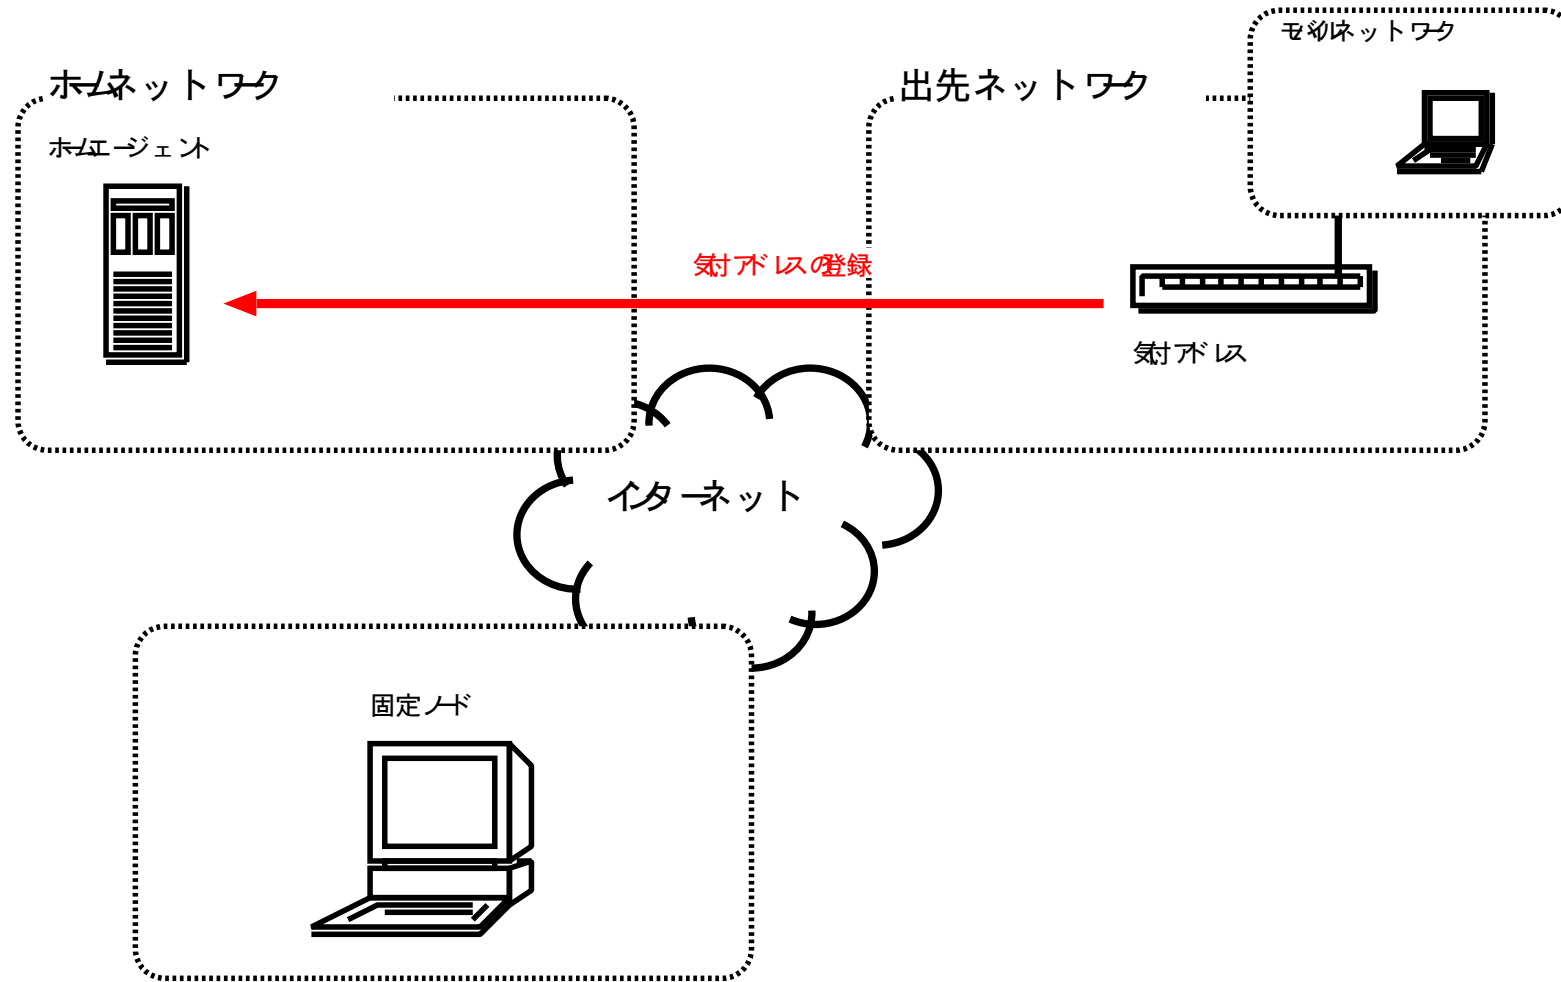 モバイルネットワーク
ホームネットワーク
出先ネットワーク
ホームエージェント
気付アドレスの登録
気付アドレス
インターネット
固定ノード